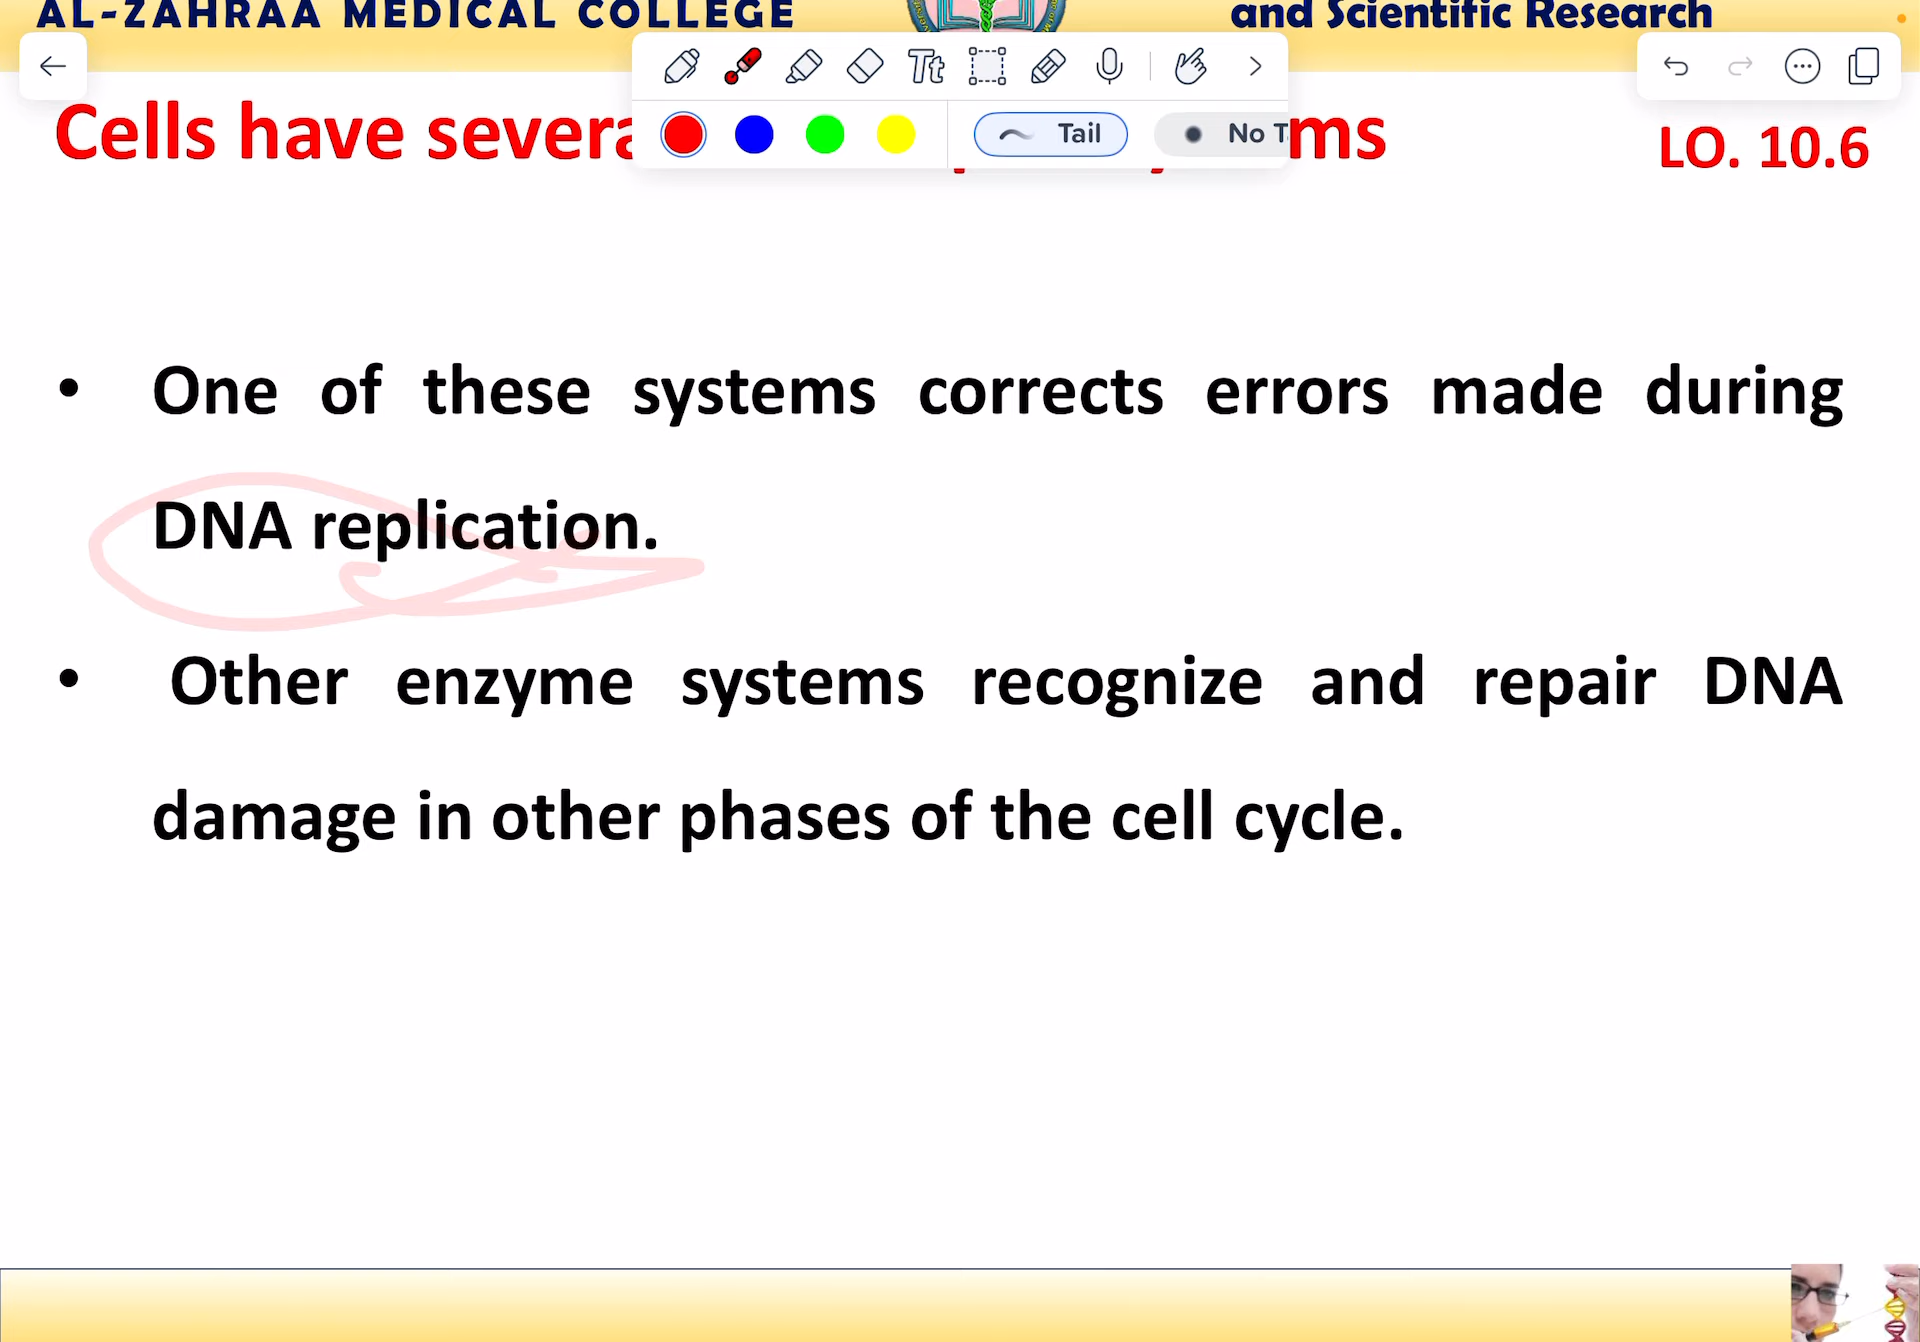 AL-ZAHRAA MEDICAL COLLEGE
and Scientific Research
Tt
Tail
No T
Cells have severa ms
LO. 10.6
• One of these systems corrects errors made during
DNA replication.
• Other enzyme systems recognize and repair DNA
damage in other phases of the cell cycle.